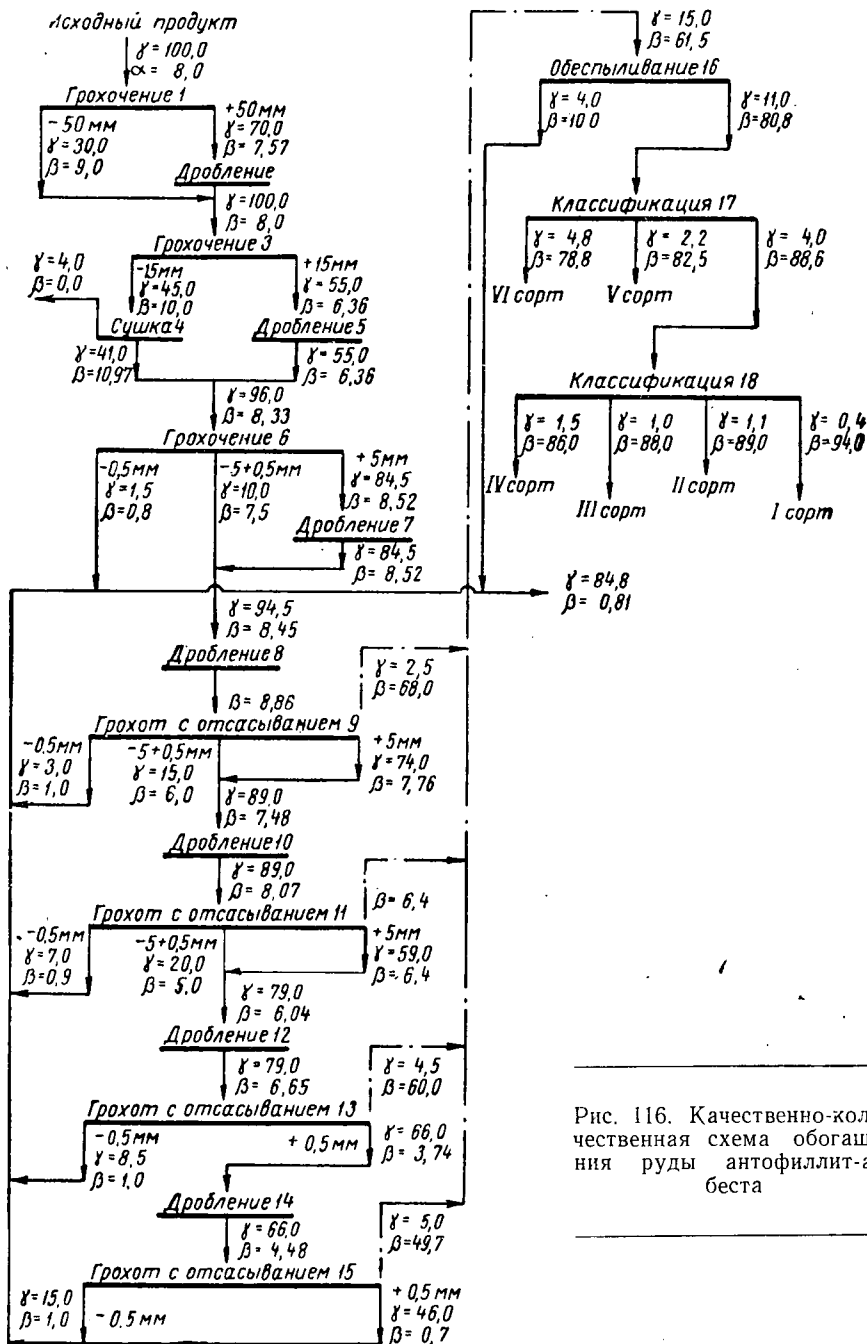 Исходный продукт
γ=100,0
α= 8,0
Грохочение 1
-50 мм
γ=30,0
β= 9,0
+50 мм
γ=70,0
β= 7,57
Дробление
γ=100,0
β= 8,0
Грохочение 3
γ=4,0
β=0,0
-15мм
γ=45,0
β=10,0
+15мм
γ=55,0
β= 6,36
Сушка 4
Дробление 5
γ=41,0
β=10,97
γ=55,0
β= 6,36
γ=96,0
β= 8,33
Грохочение 6
-0,5мм
γ=1,5
β=0,8
-5+0,5мм
γ=10,0
β= 7,5
+5мм
γ=84,5
β= 8,52
Дробление 7
γ=84,5
β= 8,52
γ=94,5
β= 8,45
Дробление 8
β= 8,86
γ= 2,5
β=68,0
Грохот с отсасыванием 9
-0,5мм
γ= 3,0
β= 1,0
-5+0,5мм
γ= 15,0
β= 6,0
+5мм
γ=74,0
β= 7,76
γ=89,0
β= 7,48
Дробление 10
γ=89,0
β= 8,07
β= 6,4
Грохот с отсасыванием 11
-0,5мм
γ= 7,0
β=0,9
-5+0,5мм
γ= 20,0
β= 5,0
+5мм
γ=59,0
β= 6,4
γ= 79,0
β= 6,04
Дробление 12
γ=79,0
β= 6,65
γ= 4,5
β=60,0
Грохот с отсасыванием 13
-0,5мм
γ= 8,5
β= 1,0
+ 0,5мм
γ= 66,0
β= 3,74
Дробление 14
γ=66,0
β= 4,48
γ= 5,0
β=49,7
Грохот с отсасыванием 15
γ=15,0
β= 1,0
- 0,5мм
+ 0,5 мм
γ=46,0
β= 0,7
γ= 15,0
β= 61,5
Обеспыливание 16
γ= 4,0
β=10 0
γ=11,0
β=80,8
Классификация 17
γ= 4,8
β=78,8
γ= 2,2
β= 82,5
γ= 4,0
β= 88,6
VI сорт
V сорт
Классификация 18
γ= 1,5
β=86,0
γ= 1,0
β=88,0
γ= 1,1
β= 89,0
γ= 0,4
β=94,0
IV сорт
III сорт
II сорт
I сорт
γ=84,8
β= 0,81
Рис. 116. Качественно-кол
чественная схема обогащ
ния руды антофиллит-а
беста